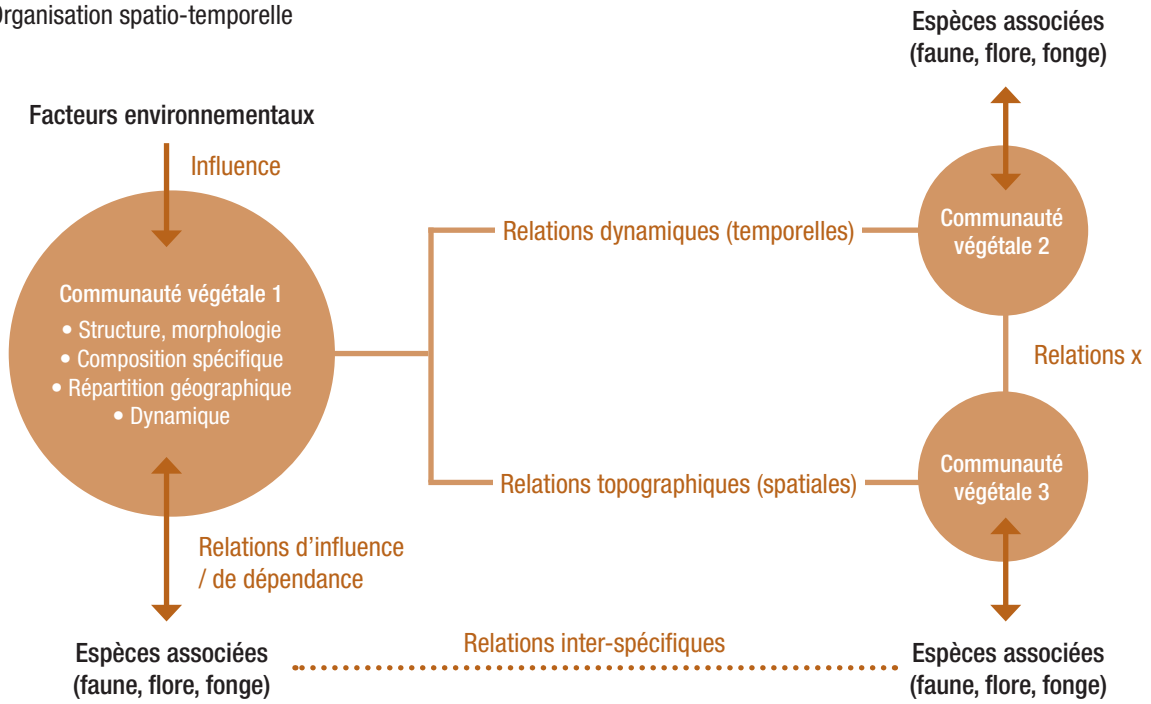 Organisation spatio-temporelle
Espèces associées
(faune, flore, fonge)
Facteurs environnementaux
Influence
Communauté végétale 1
• Structure, morphologie
• Composition spécifique
• Répartition géographique
• Dynamique
Relations dynamiques (temporelles)
Communauté
végétale 2
Relations x
Relations topographiques (spatiales)
Communauté
végétale 3
Relations d’influence
/ de dépendance
Relations inter-spécifiques
Espèces associées
(faune, flore, fonge)
Espèces associées
(faune, flore, fonge)